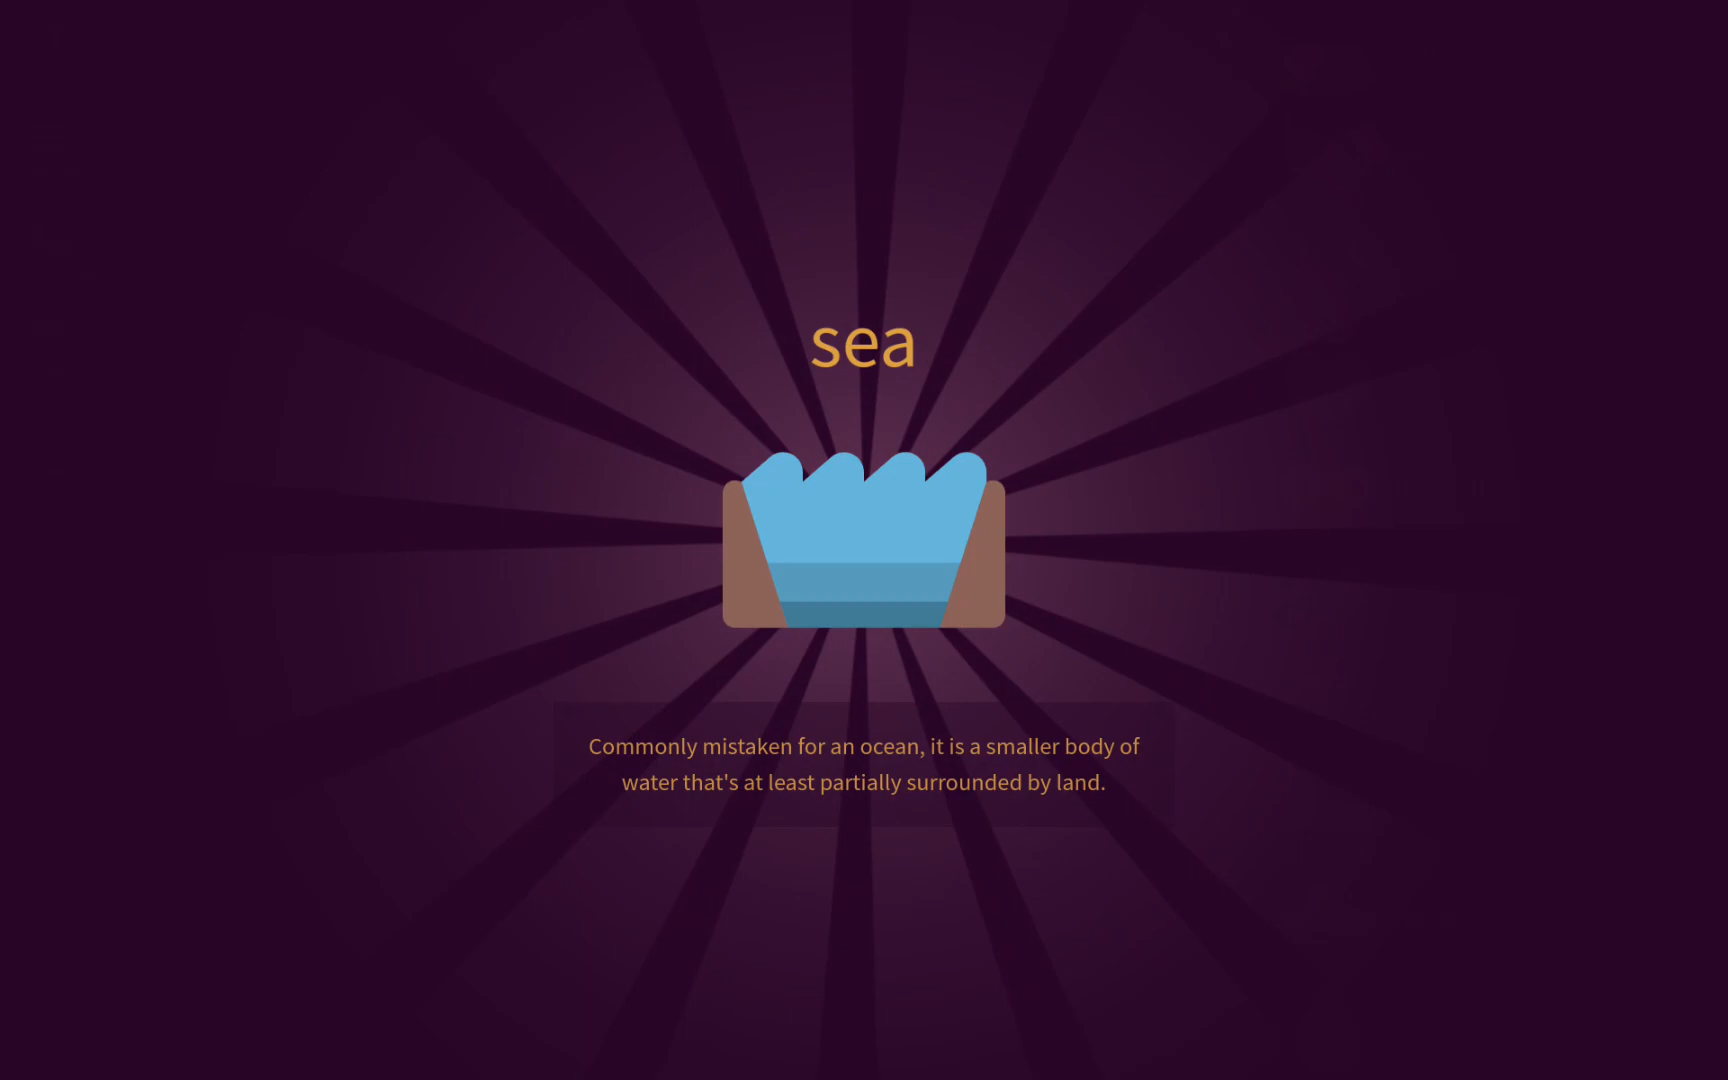 sea
Commonly mistaken for an ocean, it is a smaller body of
water that's at least partially surrounded by land.